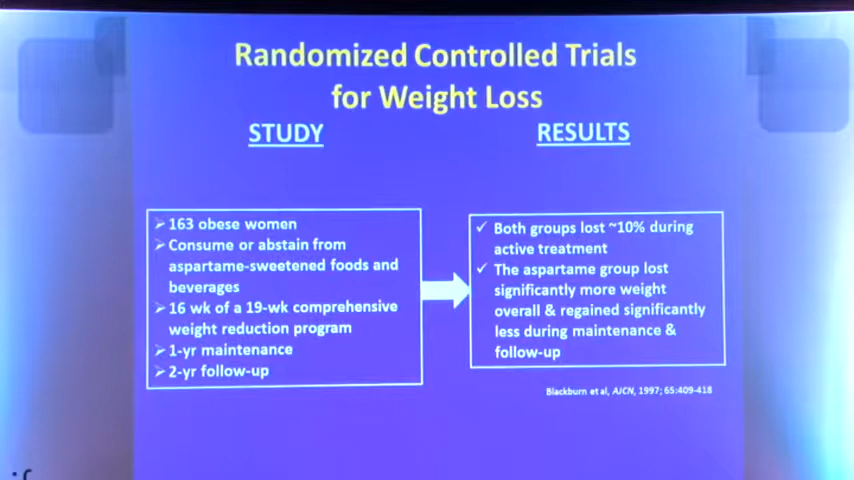 Randomized Controlled Trials
for Weight Loss
STUDY
RESULTS
➢163 obese women
➢Consume or abstain from
aspartame-sweetened foods and
beverages
➢16 wk of a 19-wk comprehensive
weight reduction program
➢1-yr maintenance
➢2-yr follow-up
✓ Both groups lost ~10% during
active treatment
✓ The aspartame group lost
significantly more weight
overall & regained significantly
less during maintenance &
follow-up
Blackburn et al, AJCN, 1997; 65:409-418
if